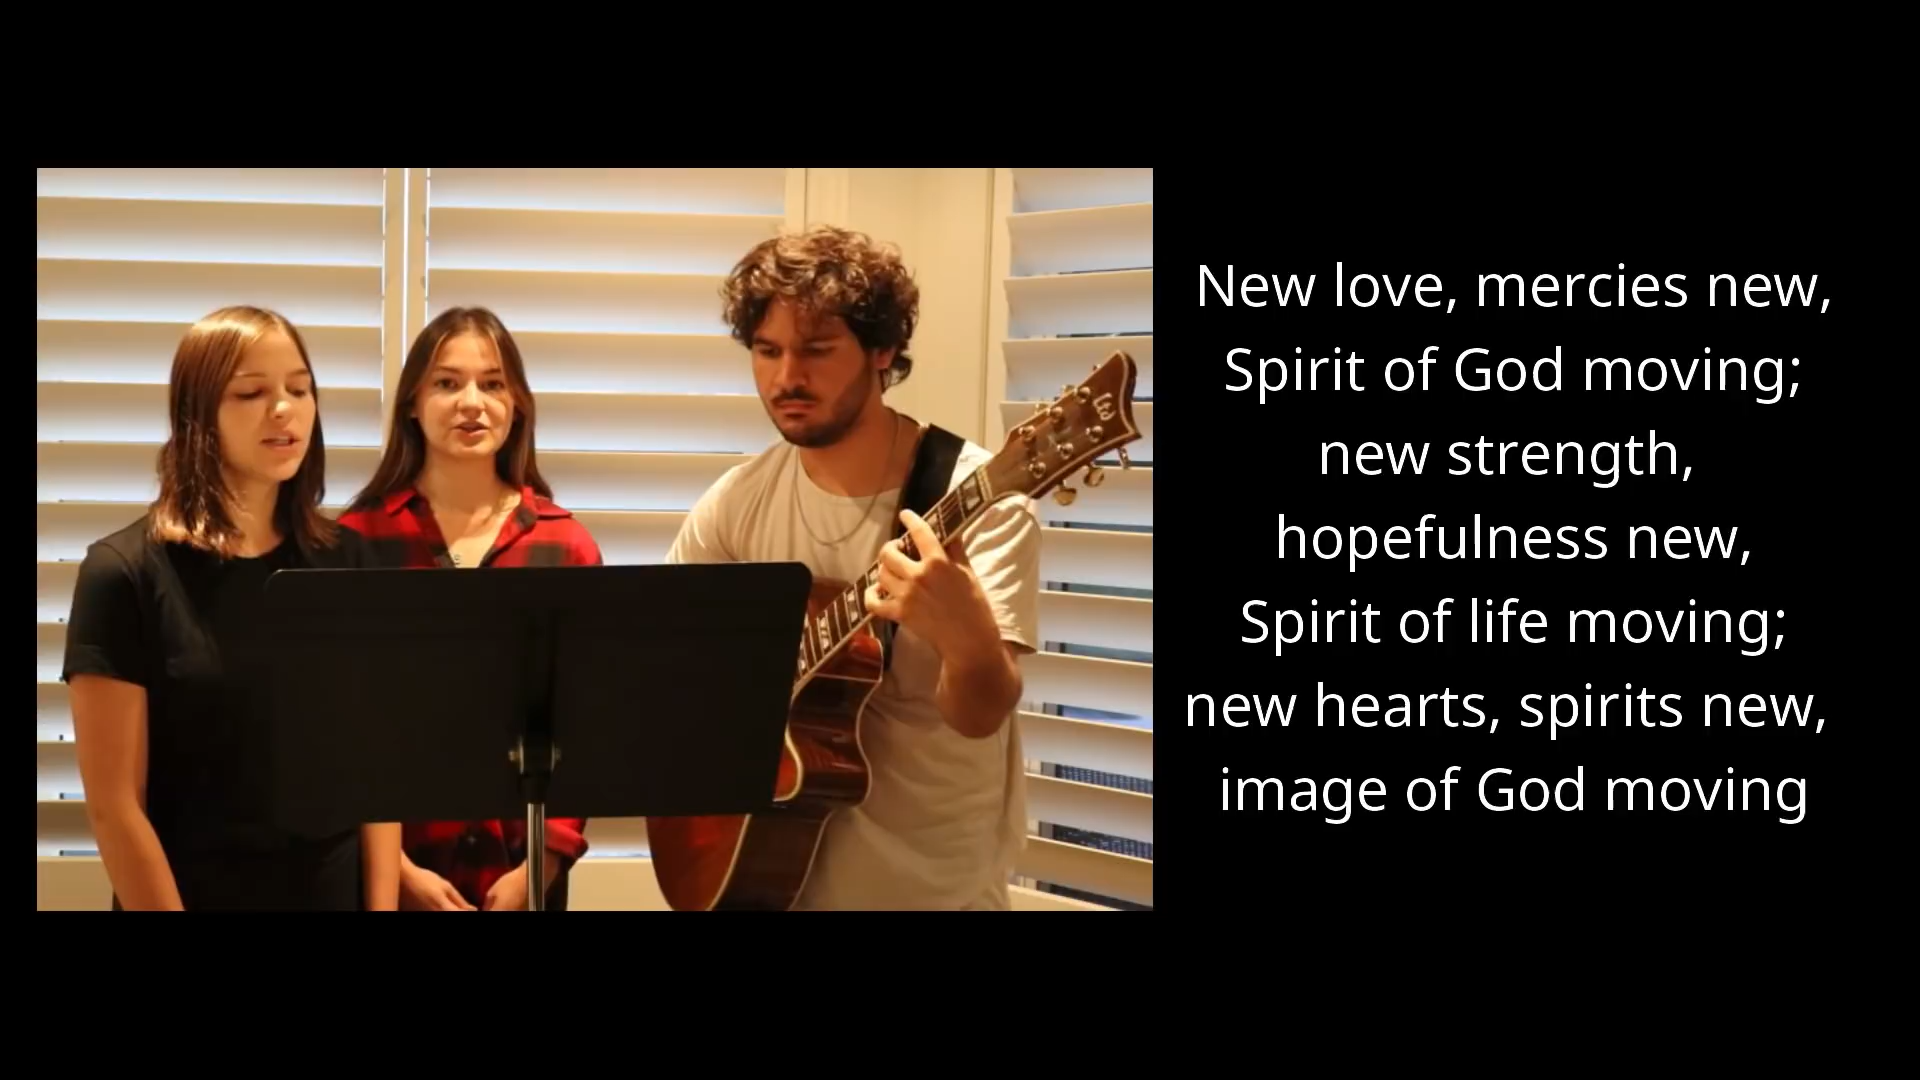 New love, mercies new,
Spirit of God moving;
new strength,
hopefulness new,
Spirit of life moving;
new hearts, spirits new,
image of God moving